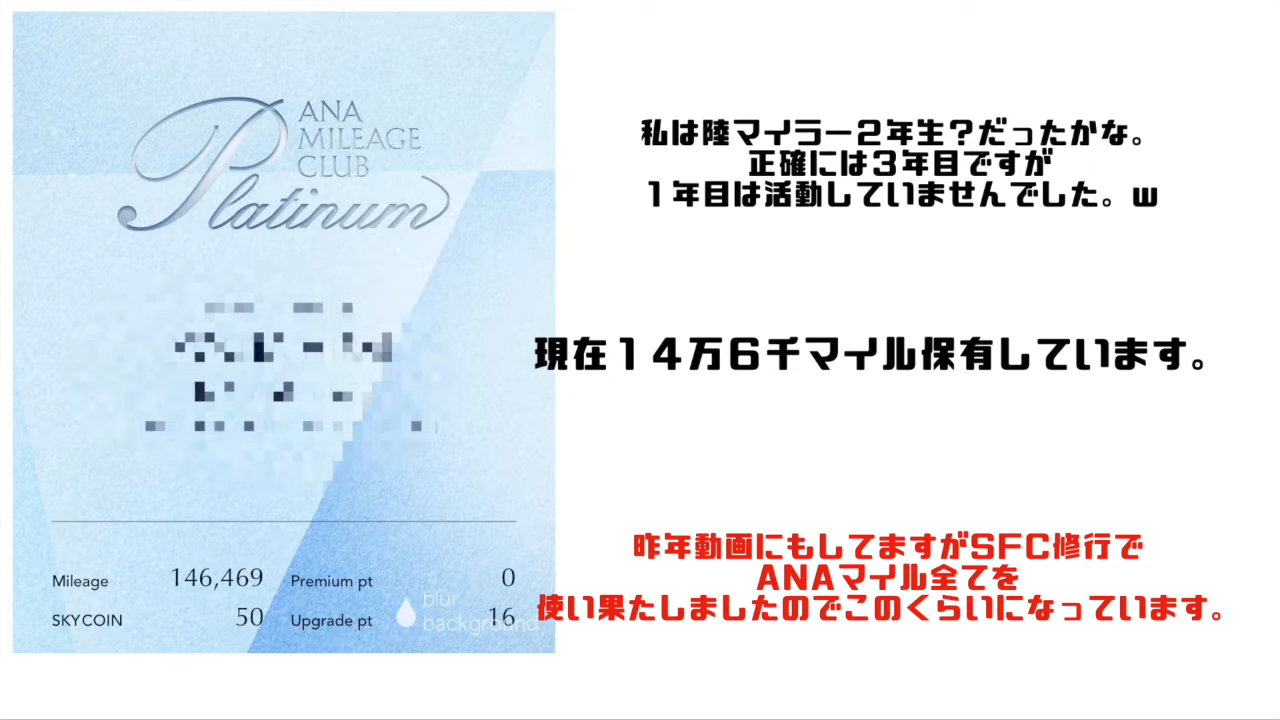 ANA
MILEAGE
CLUB
Platinum
Mileage 146,469 Premium pt 0
SKYCOIN 50 Upgrade pt 16
blur
background
私は陸マイラー2年生?だったかな。
正確には3年目ですが
1年目は活動していませんでした。w
現在14万6千マイル保有しています。
昨年動画にもしてますがSFC修行で
ANAマイル全てを
使い果たしましたのでこのくらいになっています。